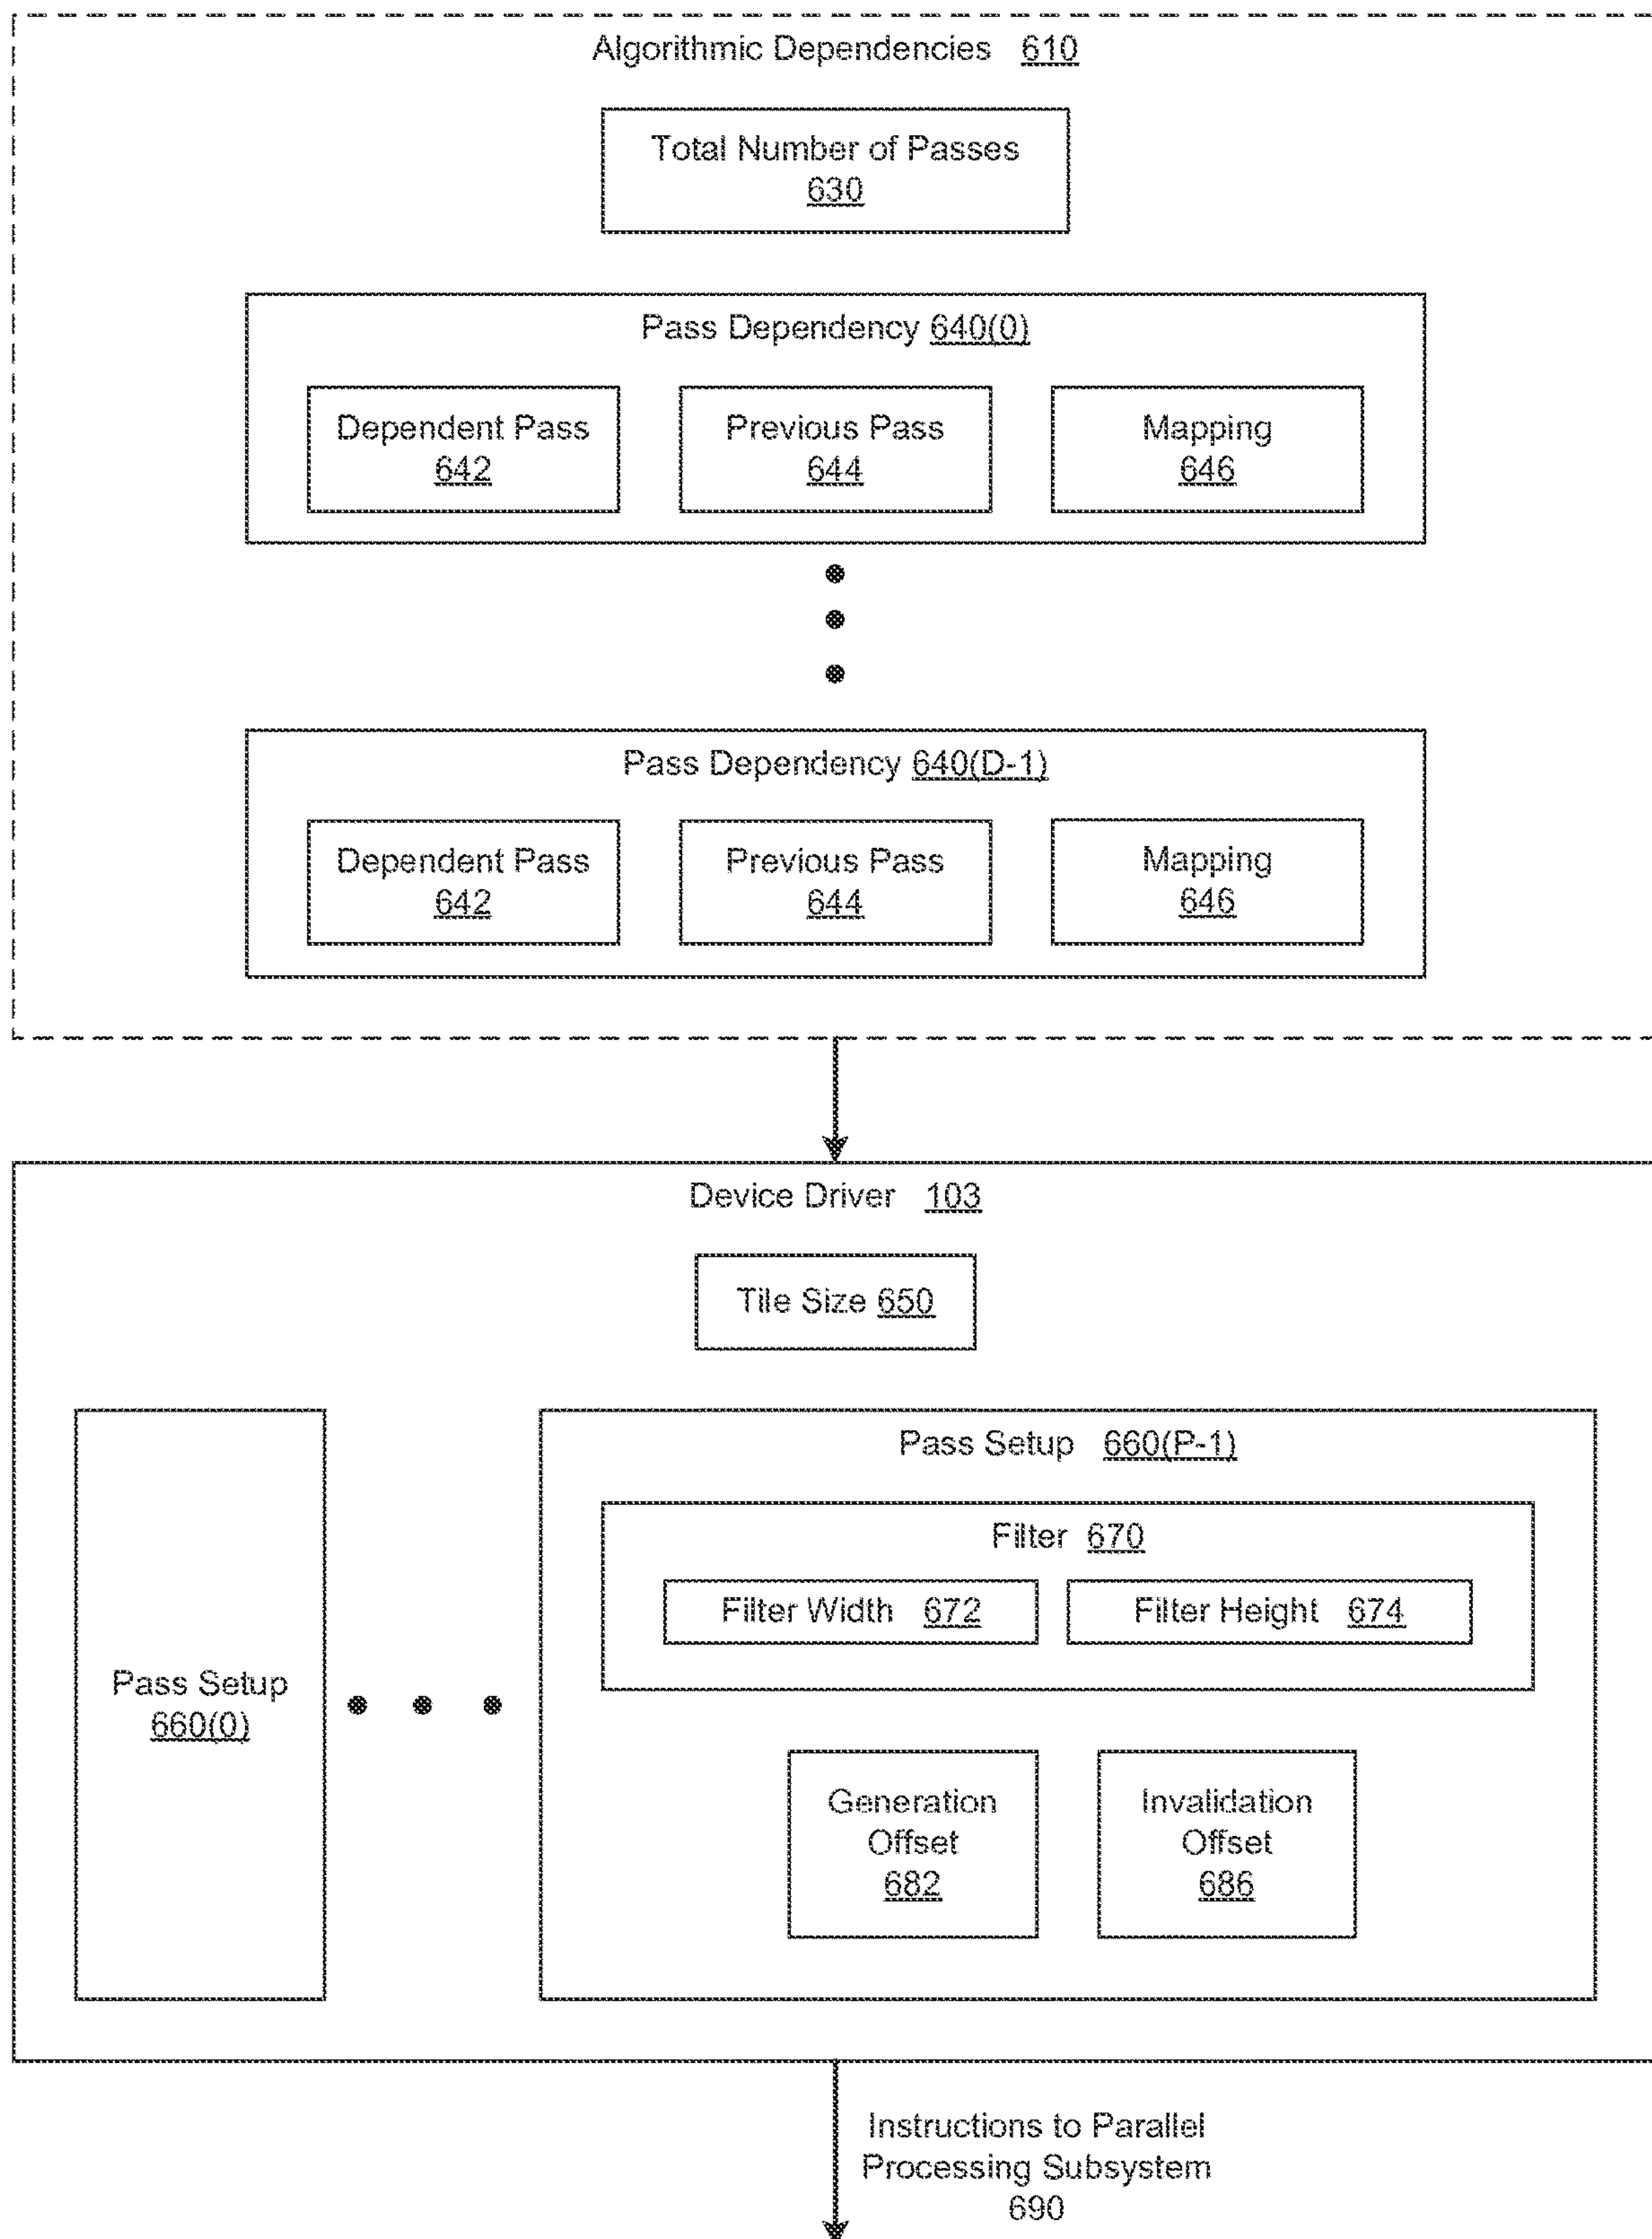 Algorithmic Dependencies 610
Total Number of Passes
630
Pass Dependency 640(0)
Dependent Pass
642
Previous Pass
644
Mapping
646
Pass Dependency 640(D-1)
Dependent Pass
642
Previous Pass
644
Mapping
646
Device Driver 103
Tile Size 650
Pass Setup
660(0)
Pass Setup 660(P-1)
Filter 670
Filter Width 672
Filter Height 674
Generation
Offset
682
Invalidation
Offset
686
Instructions to Parallel
Processing Subsystem
690